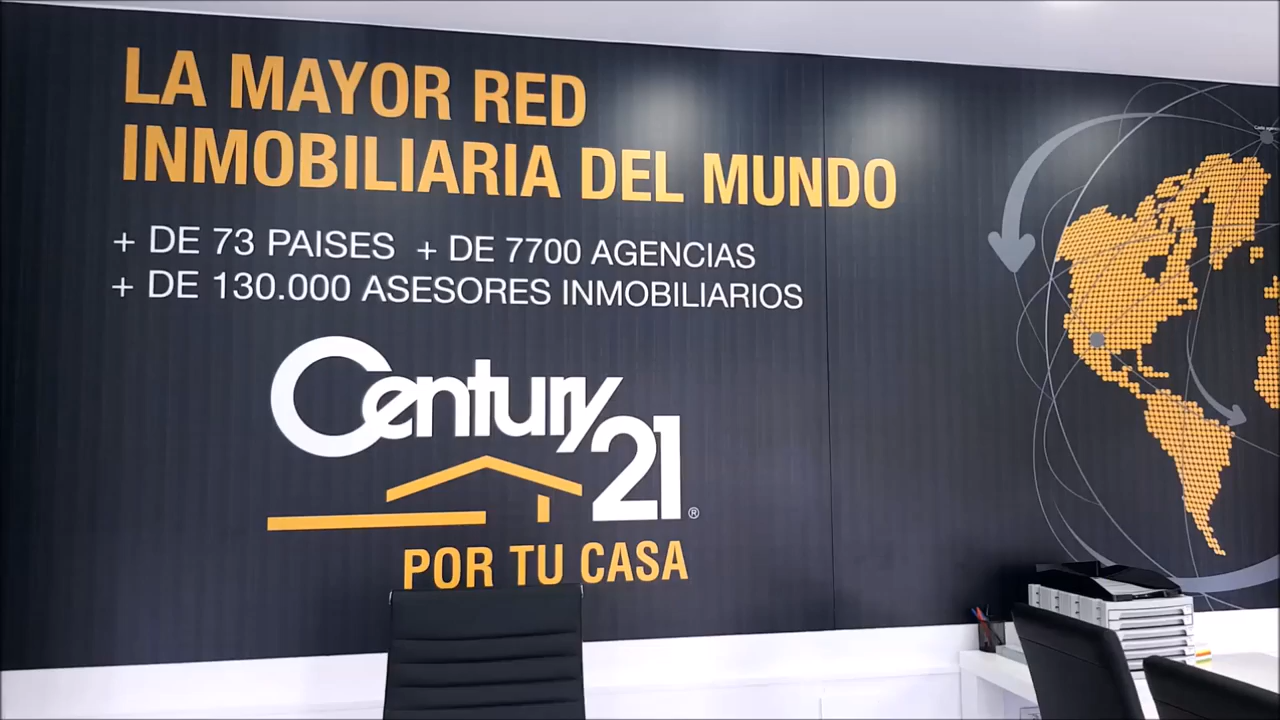 LA MAYOR RED
INMOBILIARIA DEL MUNDO
+ DE 73 PAISES + DE 7700 AGENCIAS
+ DE 130.000 ASESORES INMOBILIARIOS
Century
21®
POR TU CASA